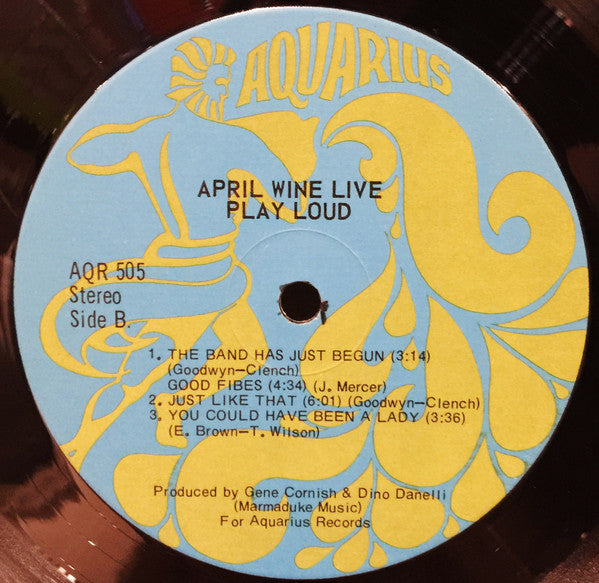 AQUARIUS
APRIL WINE LIVE
PLAY LOUD
AQR 505
Stereo
Side B.
1. THE BAND HAS JUST BEGUN (3:14)
(Goodwyn-Clench)
GOOD FIBES (4:34) (J. Mercer)
2. JUST LIKE THAT (6:01) (Goodwyn-Clench)
3. YOU COULD HAVE BEEN A LADY (3:36)
(E. Brown-T. Wilson)
Produced by Gene Cornish & Dino Danelli
(Marmaduke Music)
For Aquarius Records